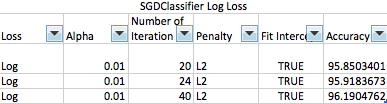 SGDClassifier Log Loss
Number of
Loss Alpha Iteration Penalty Fit Interce Accuracy
Log 0.01 20 L2 TRUE 95.8503401
Log 0.01 24 L2 TRUE 95.9183673
Log 0.01 40 L2 TRUE 96.1904762